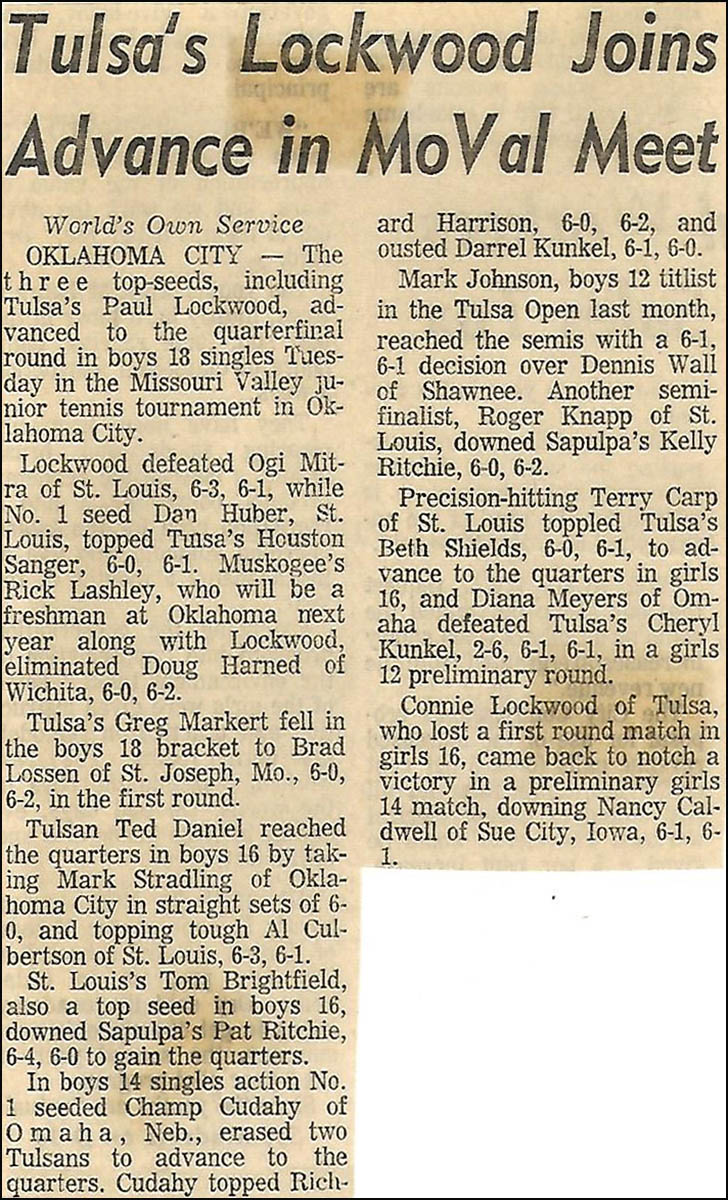 Tulsa's Lockwood Joins
Advance in MoVal Meet
World's Own Service
OKLAHOMA CITY — The
three top-seeds, including
Tulsa's Paul Lockwood, ad-
vanced to the quarterfinal
round in boys 18 singles Tues-
day in the Missouri Valley ju-
nior tennis tournament in Ok-
lahoma City.
Lockwood defeated Ogi Mit-
ra of St. Louis, 6-3, 6-1, while
No. 1 seed Dan Huber, St.
Louis, topped Tulsa's Houston
Sanger, 6-0, 6-1. Muskogee's
Rick Lashley, who will be a
freshman at Oklahoma next
year along with Lockwood,
eliminated Doug Harned of
Wichita, 6-0, 6-2.
Tulsa's Greg Markert fell in
the boys 18 bracket to Brad
Lossen of St. Joseph, Mo., 6-0,
6-2, in the first round.
Tulsan Ted Daniel reached
the quarters in boys 16 by tak-
ing Mark Stradling of Okla-
homa City in straight sets of 6-
0, and topping tough Al Cul-
bertson of St. Louis, 6-3, 6-1.
St. Louis's Tom Brightfield,
also a top seed in boys 16,
downed Sapulpa's Pat Ritchie,
6-4, 6-0 to gain the quarters.
In boys 14 singles action No.
1 seeded Champ Cudahy of
Omaha, Neb., erased two
Tulsans to advance to the
quarters. Cudahy topped Rich-
ard Harrison, 6-0, 6-2, and
ousted Darrel Kunkel, 6-1, 6-0.
Mark Johnson, boys 12 titlist
in the Tulsa Open last month,
reached the semis with a 6-1,
6-1 decision over Dennis Wall
of Shawnee. Another semi-
finalist, Roger Knapp of St.
Louis, downed Sapulpa's Kelly
Ritchie, 6-0, 6-2.
Precision-hitting Terry Carp
of St. Louis toppled Tulsa's
Beth Shields, 6-0, 6-1, to ad-
vance to the quarters in girls
16, and Diana Meyers of Om-
aha defeated Tulsa's Cheryl
Kunkel, 2-6, 6-1, 6-1, in a girls
12 preliminary round.
Connie Lockwood of Tulsa,
who lost a first round match in
girls 16, came back to notch a
victory in a preliminary girls
14 match, downing Nancy Cal-
dwell of Sue City, Iowa, 6-1, 6-
1.